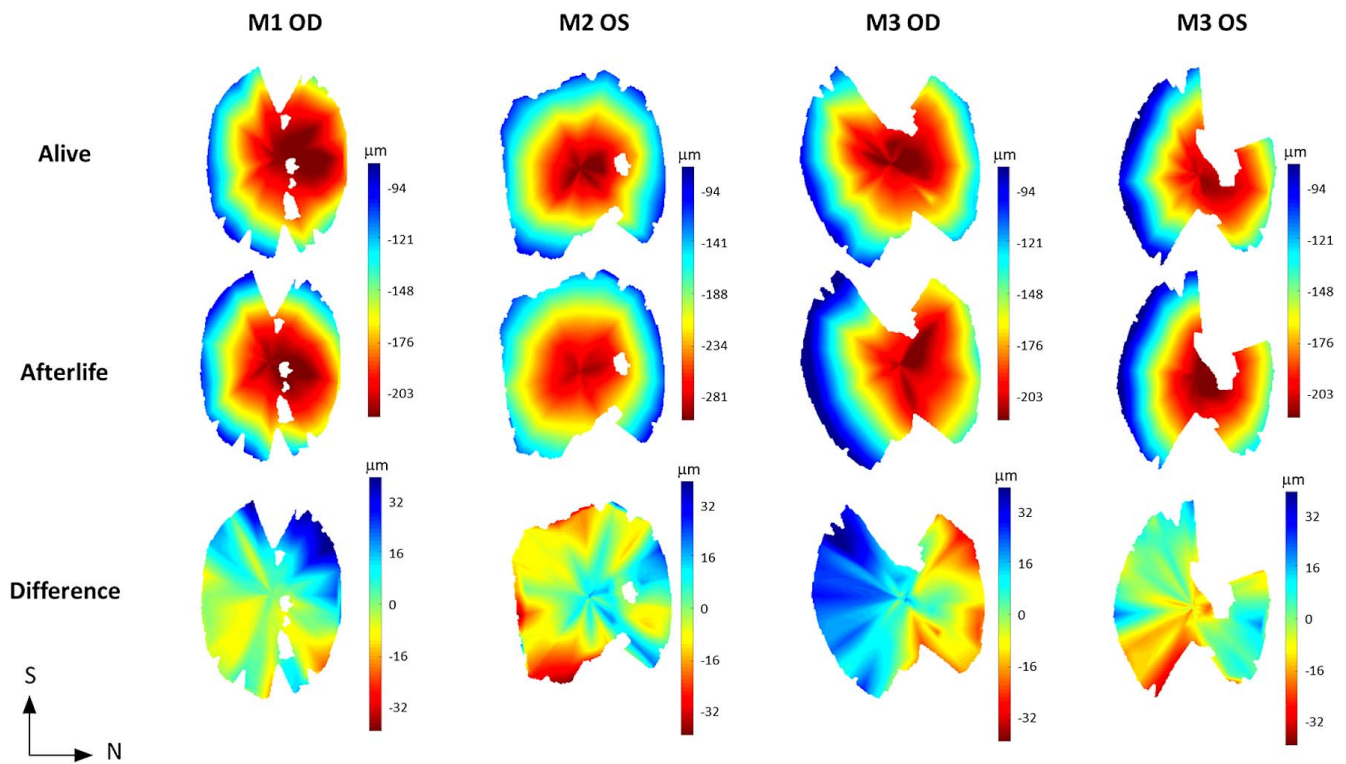 M1 OD M2 OS M3 OD M3 OS
Alive
μm μm μm μm
-94 -94 -94 -94
-121 -141 -121 -121
-148 -188 -148 -148
-176 -234 -176 -176
-203 -281 -203 -203
Afterlife
μm μm μm μm
32 32 32 32
16 16 16 16
Difference
0 0 0 0
-16 -16 -16 -16
-32 -32 -32 -32
S
N